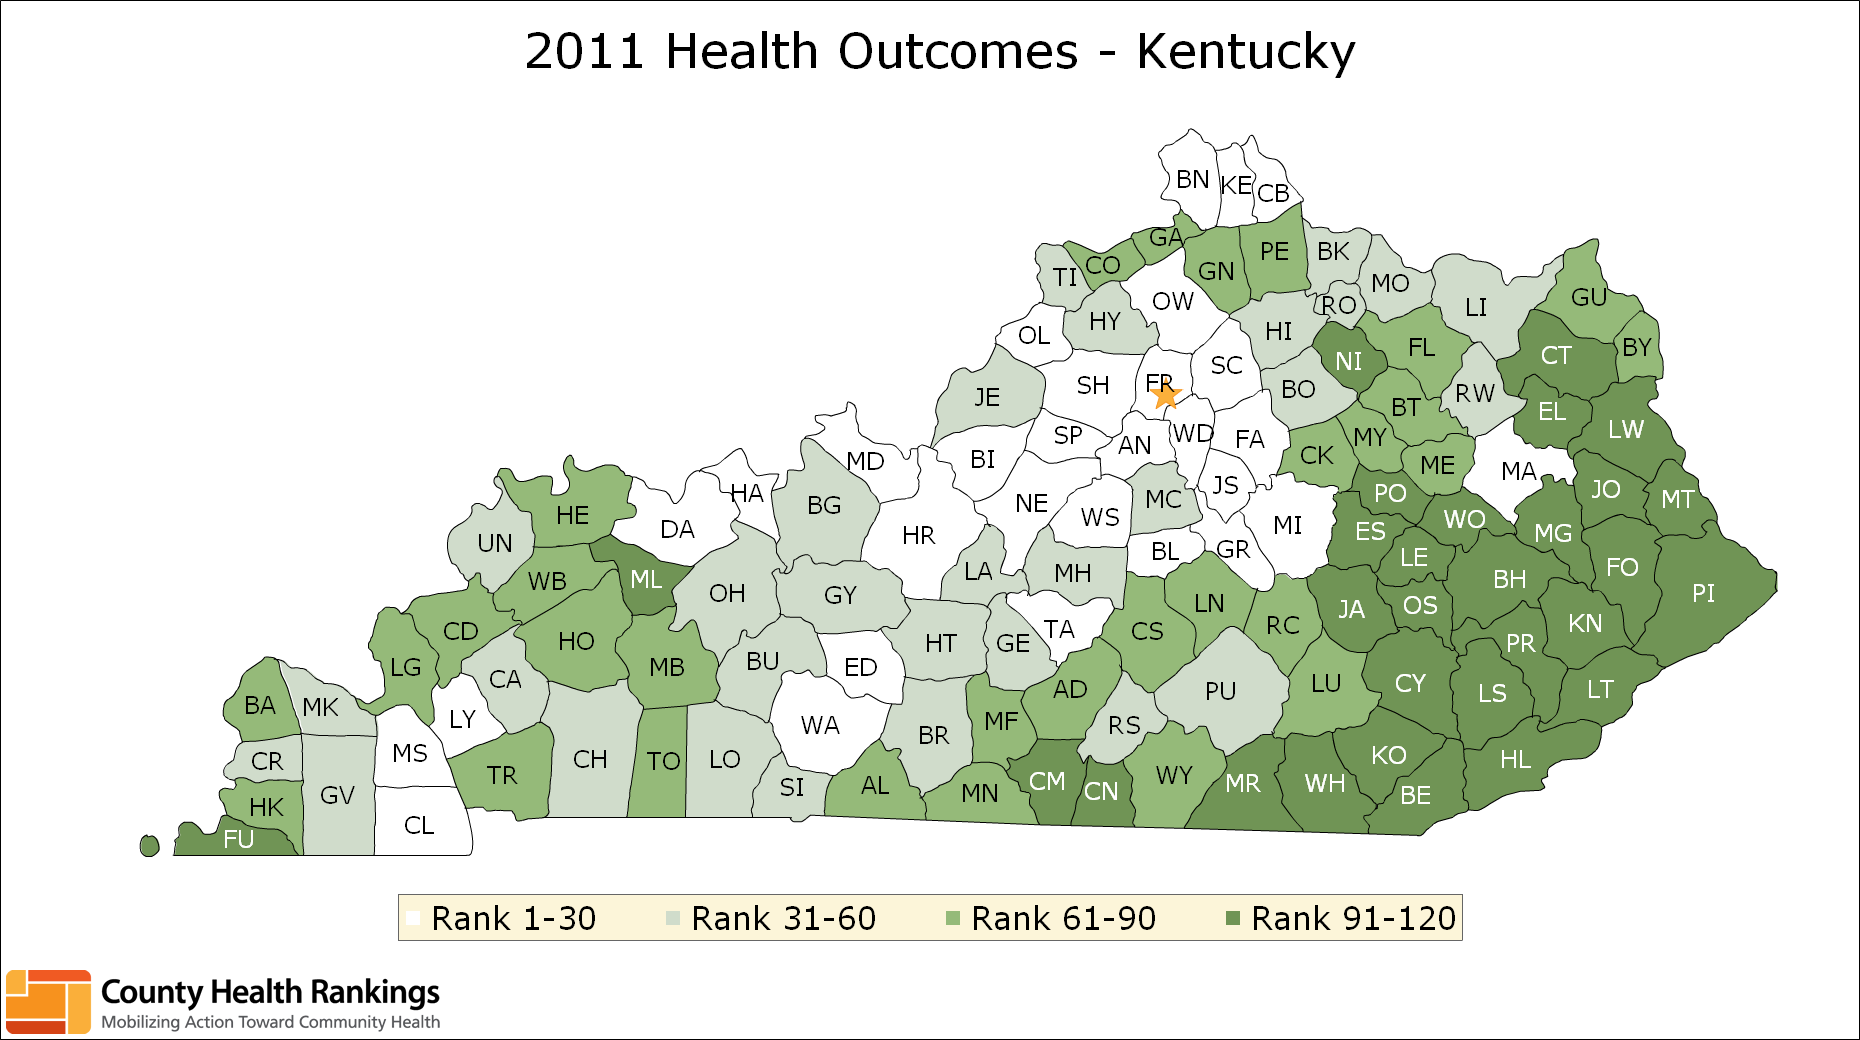 2011 Health Outcomes - Kentucky
BN KE CB
GA PE BK
TI CO GN MO
OW RO LI GU
OL HY HI
SH FR SC NI FL CT BY
JE BO RW
BT EL
SP AN WD FA MY LW
MD BI CK ME MA
HA JS PO JO MT
BG NE MC
HE DA WS MI WO
UN HR BL GR ES MG
WB ML LA MH LE FO
OH GY BH PI
LN JA OS
CD TA CS RC KN
HO HT GE PR
LG MB BU ED
CA AD PU LU CY LS LT
BA MK LY MF RS
MS WA BR
CR TR CH TO LO KO HL
SI AL CM CN WY MR WH
HK GV MN BE
FU CL
Rank 1-30 Rank 31-60 Rank 61-90 Rank 91-120
County Health Rankings
Mobilizing Action Toward Community Health